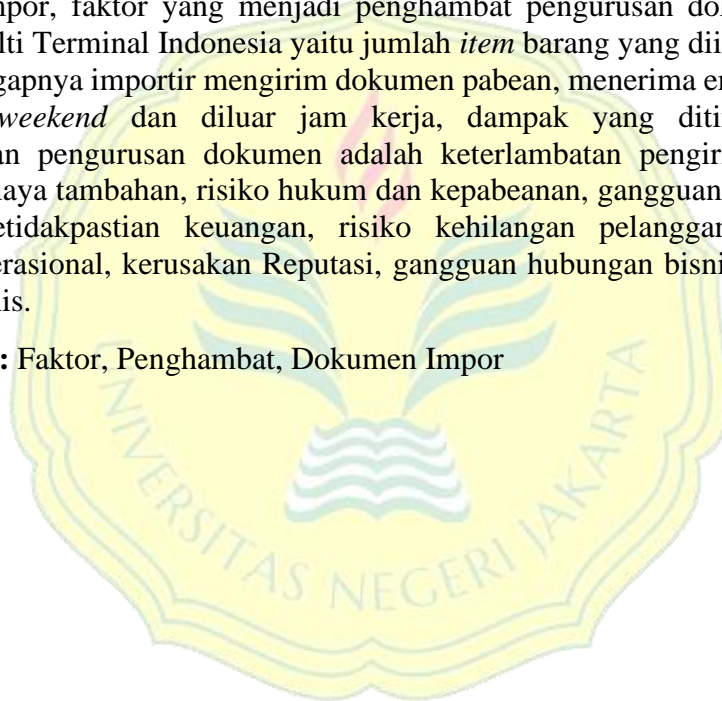 mpor, faktor yang menjadi penghambat pengurusan do
lti Terminal Indonesia yaitu jumlah item barang yang dii
gapnya importir mengirim dokumen pabean, menerima e
weekend dan diluar jam kerja, dampak yang diti
an pengurusan dokumen adalah keterlambatan pengiri
aya tambahan, risiko hukum dan kepabeanan, gangguan
etidakpastian keuangan, risiko kehilangan pelanggar
erasional, kerusakan Reputasi, gangguan hubungan bisni
is.
: Faktor, Penghambat, Dokumen Impor
UNIVERSITAS NEGERI JAKARTA